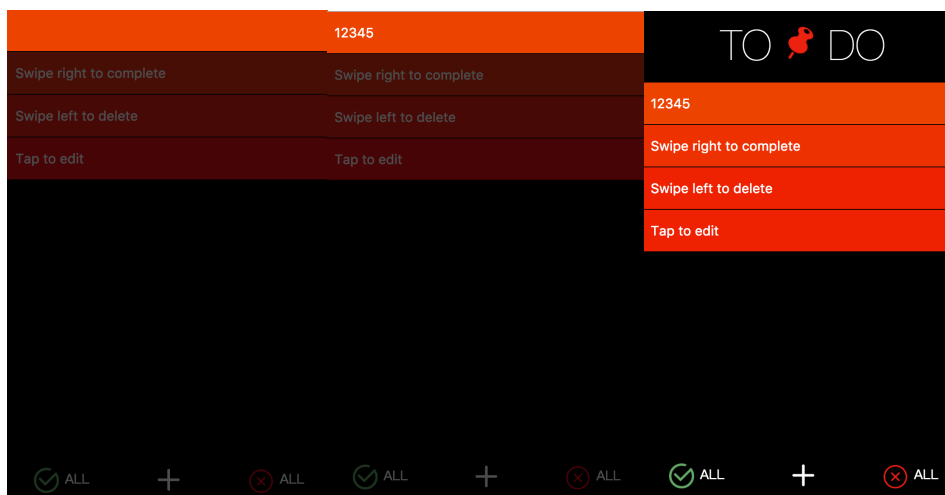 Swipe right to complete
Swipe left to delete
Tap to edit
ALL
ALL
12345
Swipe right to complete
Swipe left to delete
Tap to edit
ALL
ALL
TO DO
12345
Swipe right to complete
Swipe left to delete
Tap to edit
ALL
ALL